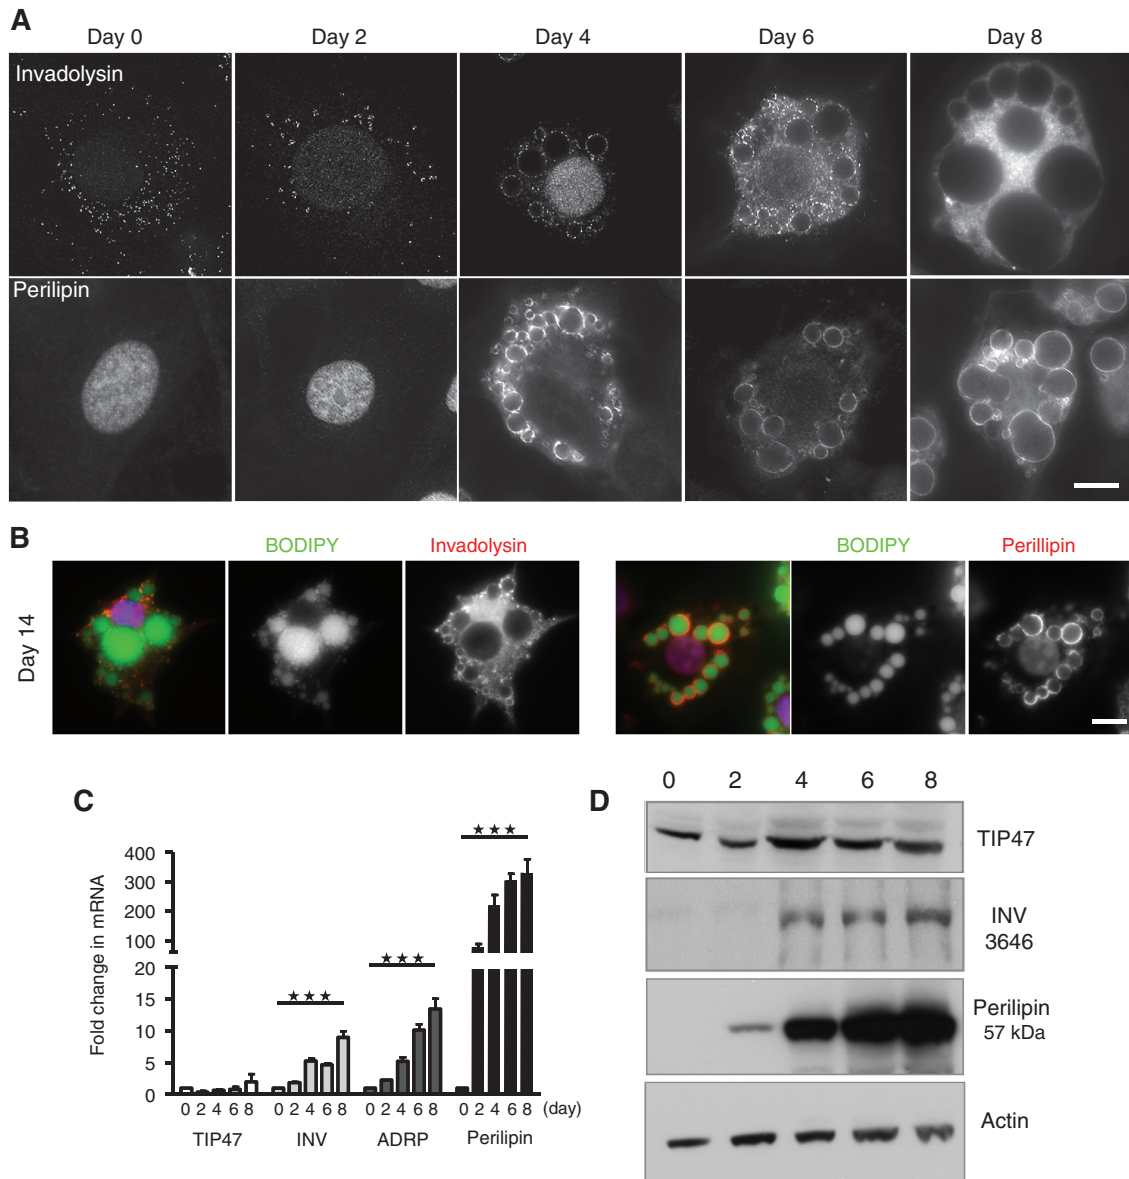 A
Day 0 Day 2 Day 4 Day 6 Day 8
Invadolysin
Perilipin
B
BODIPY Invadolysin BODIPY Perillipin
Day 14
C
Fold change in mRNA
400
300
200
100
20
15
10
5
0
★★★
★★★
★★★
0 2 4 6 8 0 2 4 6 8 0 2 4 6 8 0 2 4 6 8 (day)
TIP47 INV ADRP Perilipin
D
0 2 4 6 8
TIP47
INV
3646
Perilipin
57 kDa
Actin